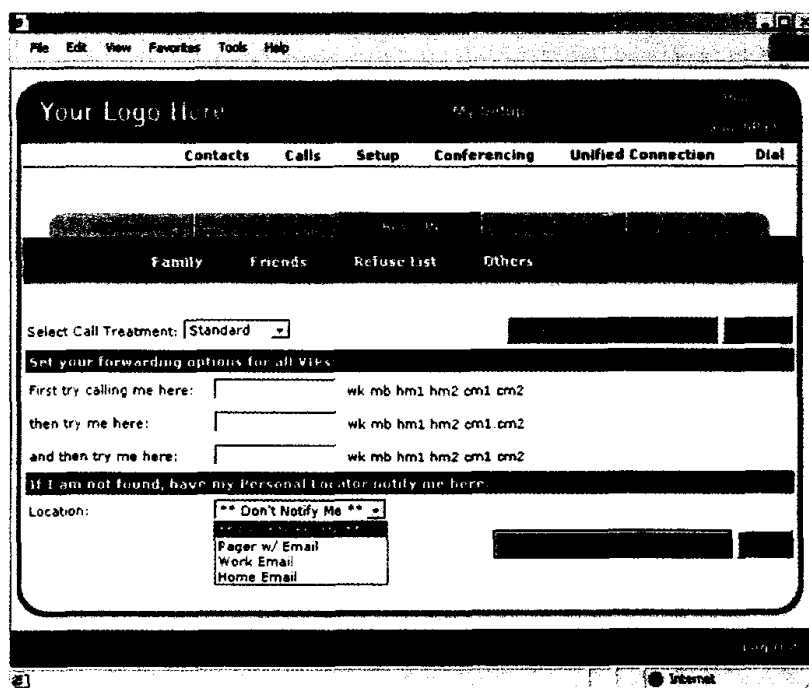 File Edit View Favorites Tools Help
Your Logo Here
My Setup
Contacts Calls Setup Conferencing Unified Connection Dial
Family Friends Refuse List Others
Select Call Treatment: Standard
Set your forwarding options for all VIPs:
First try calling me here: wk mb hm1 hm2 cm1 cm2
then try me here: wk mb hm1 hm2 cm1 cm2
and then try me here: wk mb hm1 hm2 cm1 cm2
If I am not found, have my Personal Locator notify me here:
Location: ** Don't Notify Me **
Pager w/ Email
Work Email
Home Email
Log Out
Internet